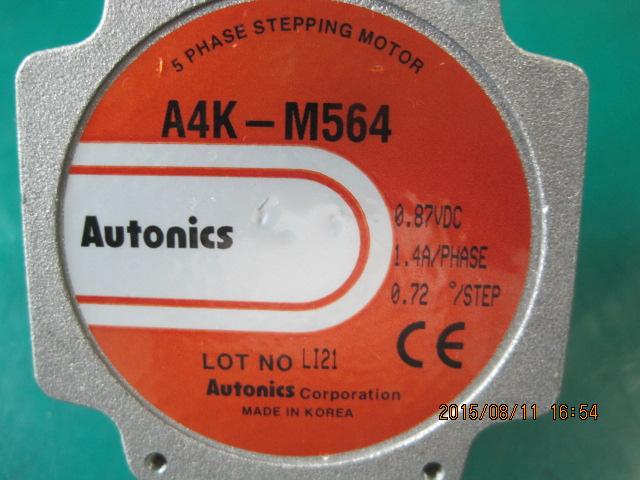 5 PHASE STEPPING MOTOR
A4K-M564
Autonics
0.87VDC
1.4A/PHASE
0.72 °/STEP
CE
LOT NO LI21
Autonics Corporation
MADE IN KOREA
2015/08/11 16:54